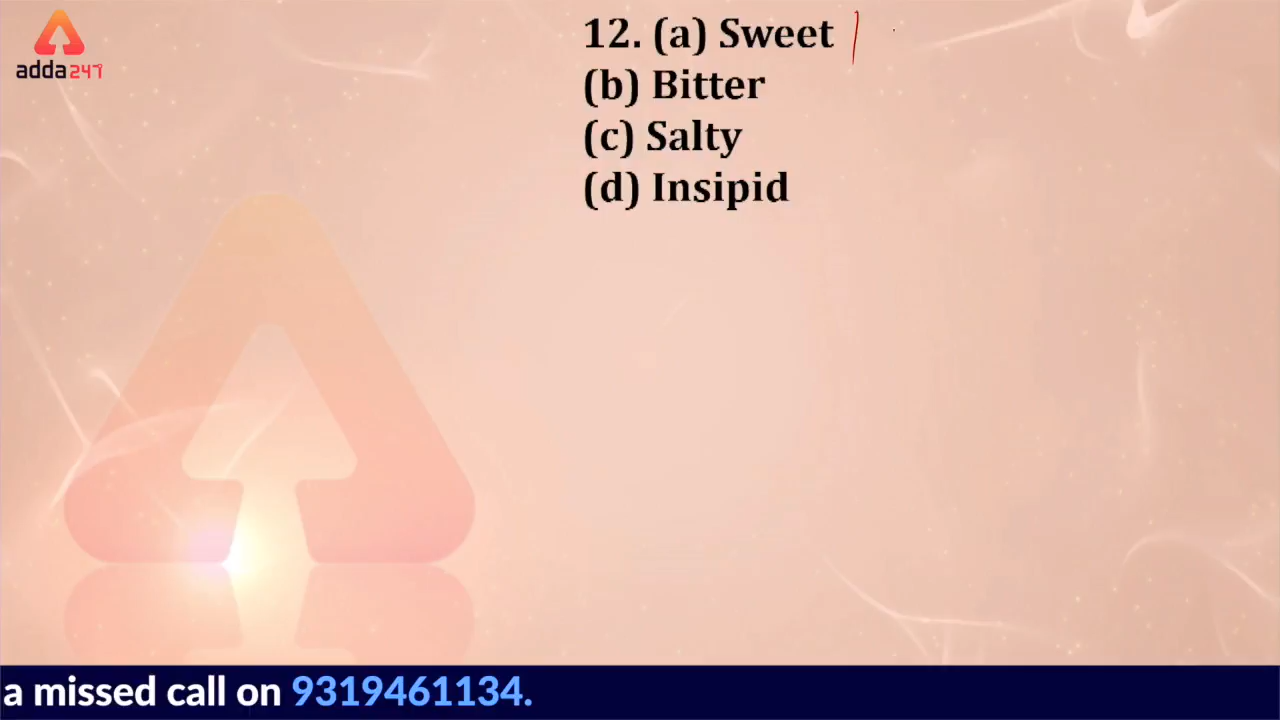 adda247
12. (a) Sweet
(b) Bitter
(c) Salty
(d) Insipid
a missed call on 9319461134.